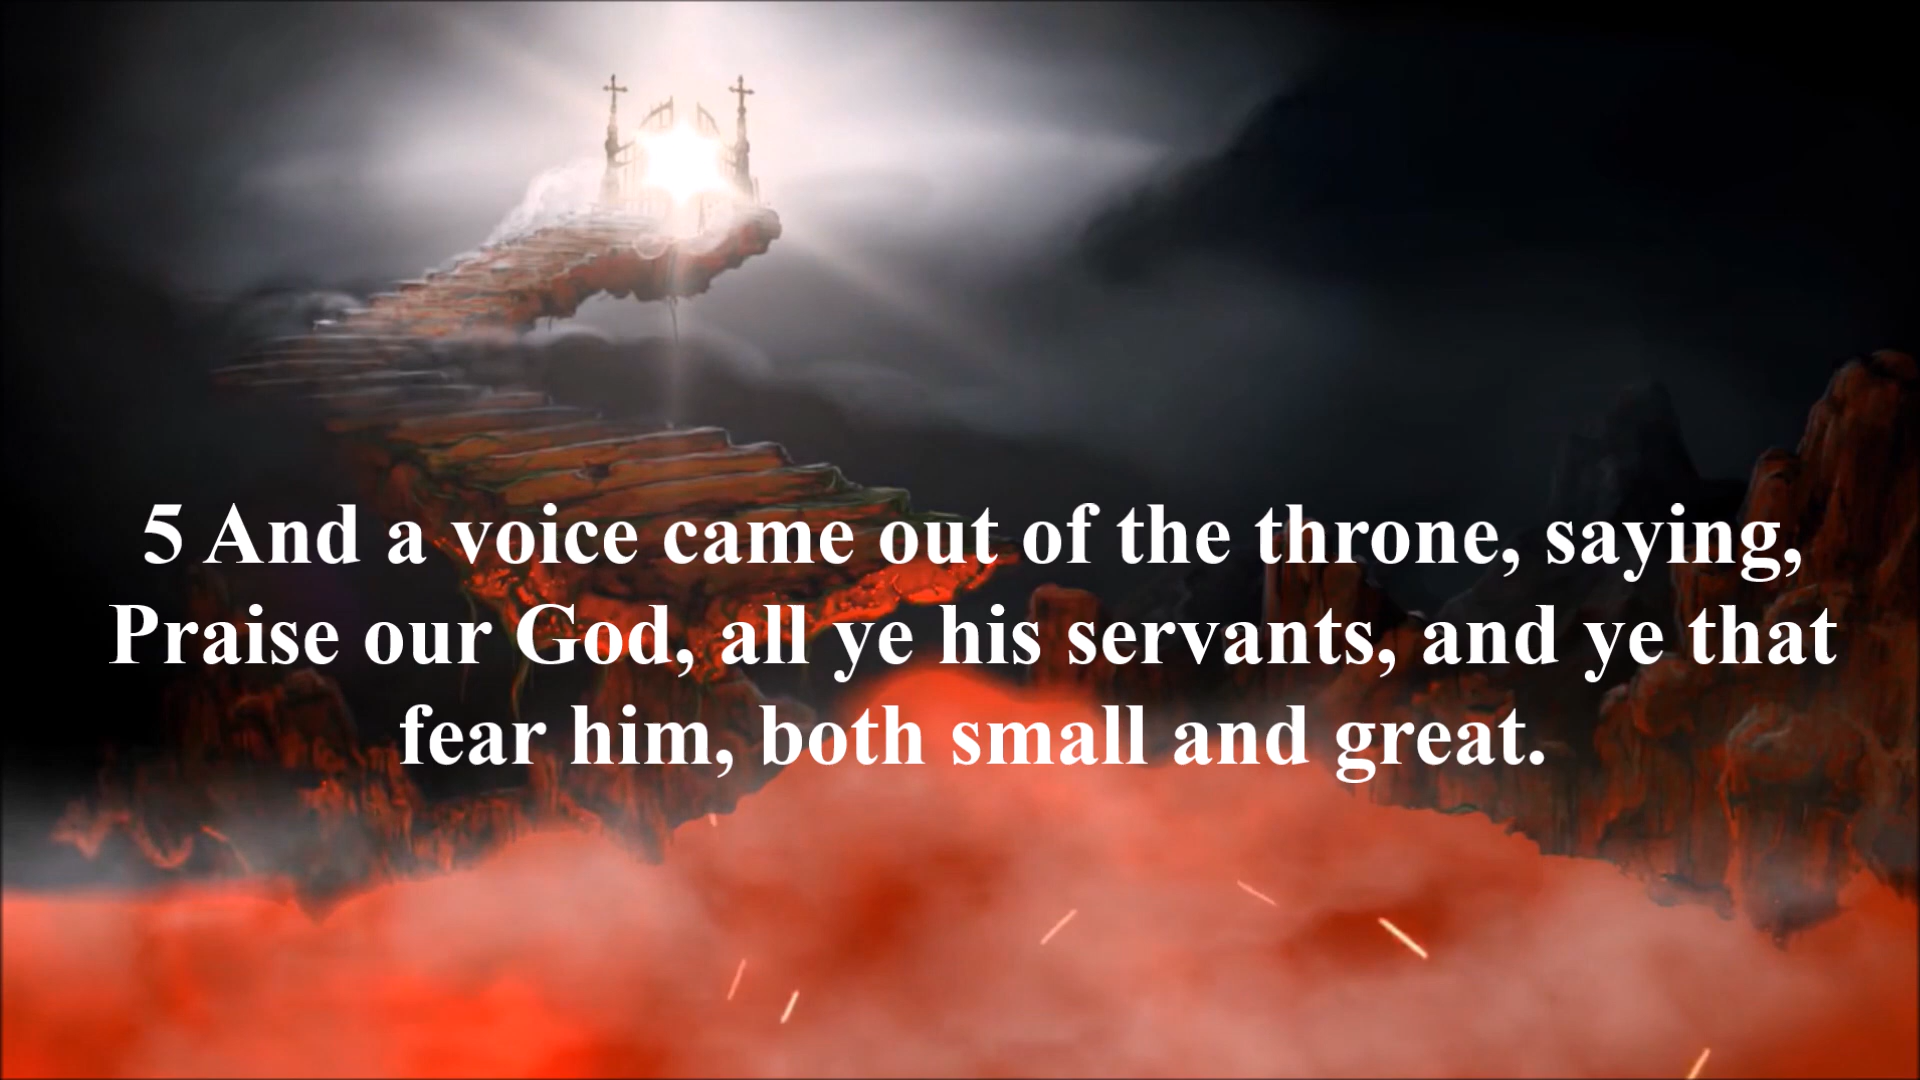 5 And a voice came out of the throne, saying,
Praise our God, all ye his servants, and ye that
fear him, both small and great.